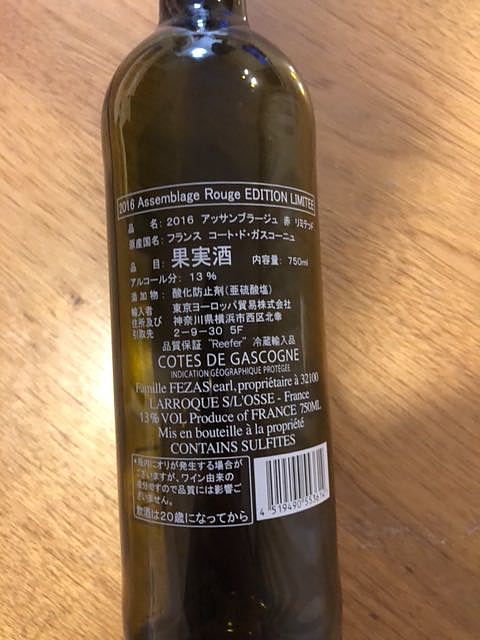 2016 Assemblage Rouge EDITION LIMITEE
品 名: 2016 アッサンブラージュ 赤 リミテッド
原産国名: フランス コート・ド・ガスコーニュ
品 目: 果実酒 内容量: 750ml
アルコール分: 13%
添加物: 酸化防止剤(亜硫酸塩)
輸入者 東京ヨーロッパ貿易株式会社
住所及び 神奈川県横浜市西区北幸
引取先 2-9-30 5F
品質保証 "Reefer" 冷蔵輸入品
COTES DE GASCOGNE
INDICATION GÉOGRAPHIQUE PROTÉGÉE
Famille FEZAS earl, propriétaire à 32100
LARROQUE S/L'OSSE - France
13% VOL Produce of FRANCE 750ML
Mis en bouteille à la propriété
CONTAINS SULFITES
*瓶内にオリが発生する場合が
ございますが、ワイン由来の
成分ですので品質には影響ご
ざいません。
飲酒は20歳になってから
4 519490